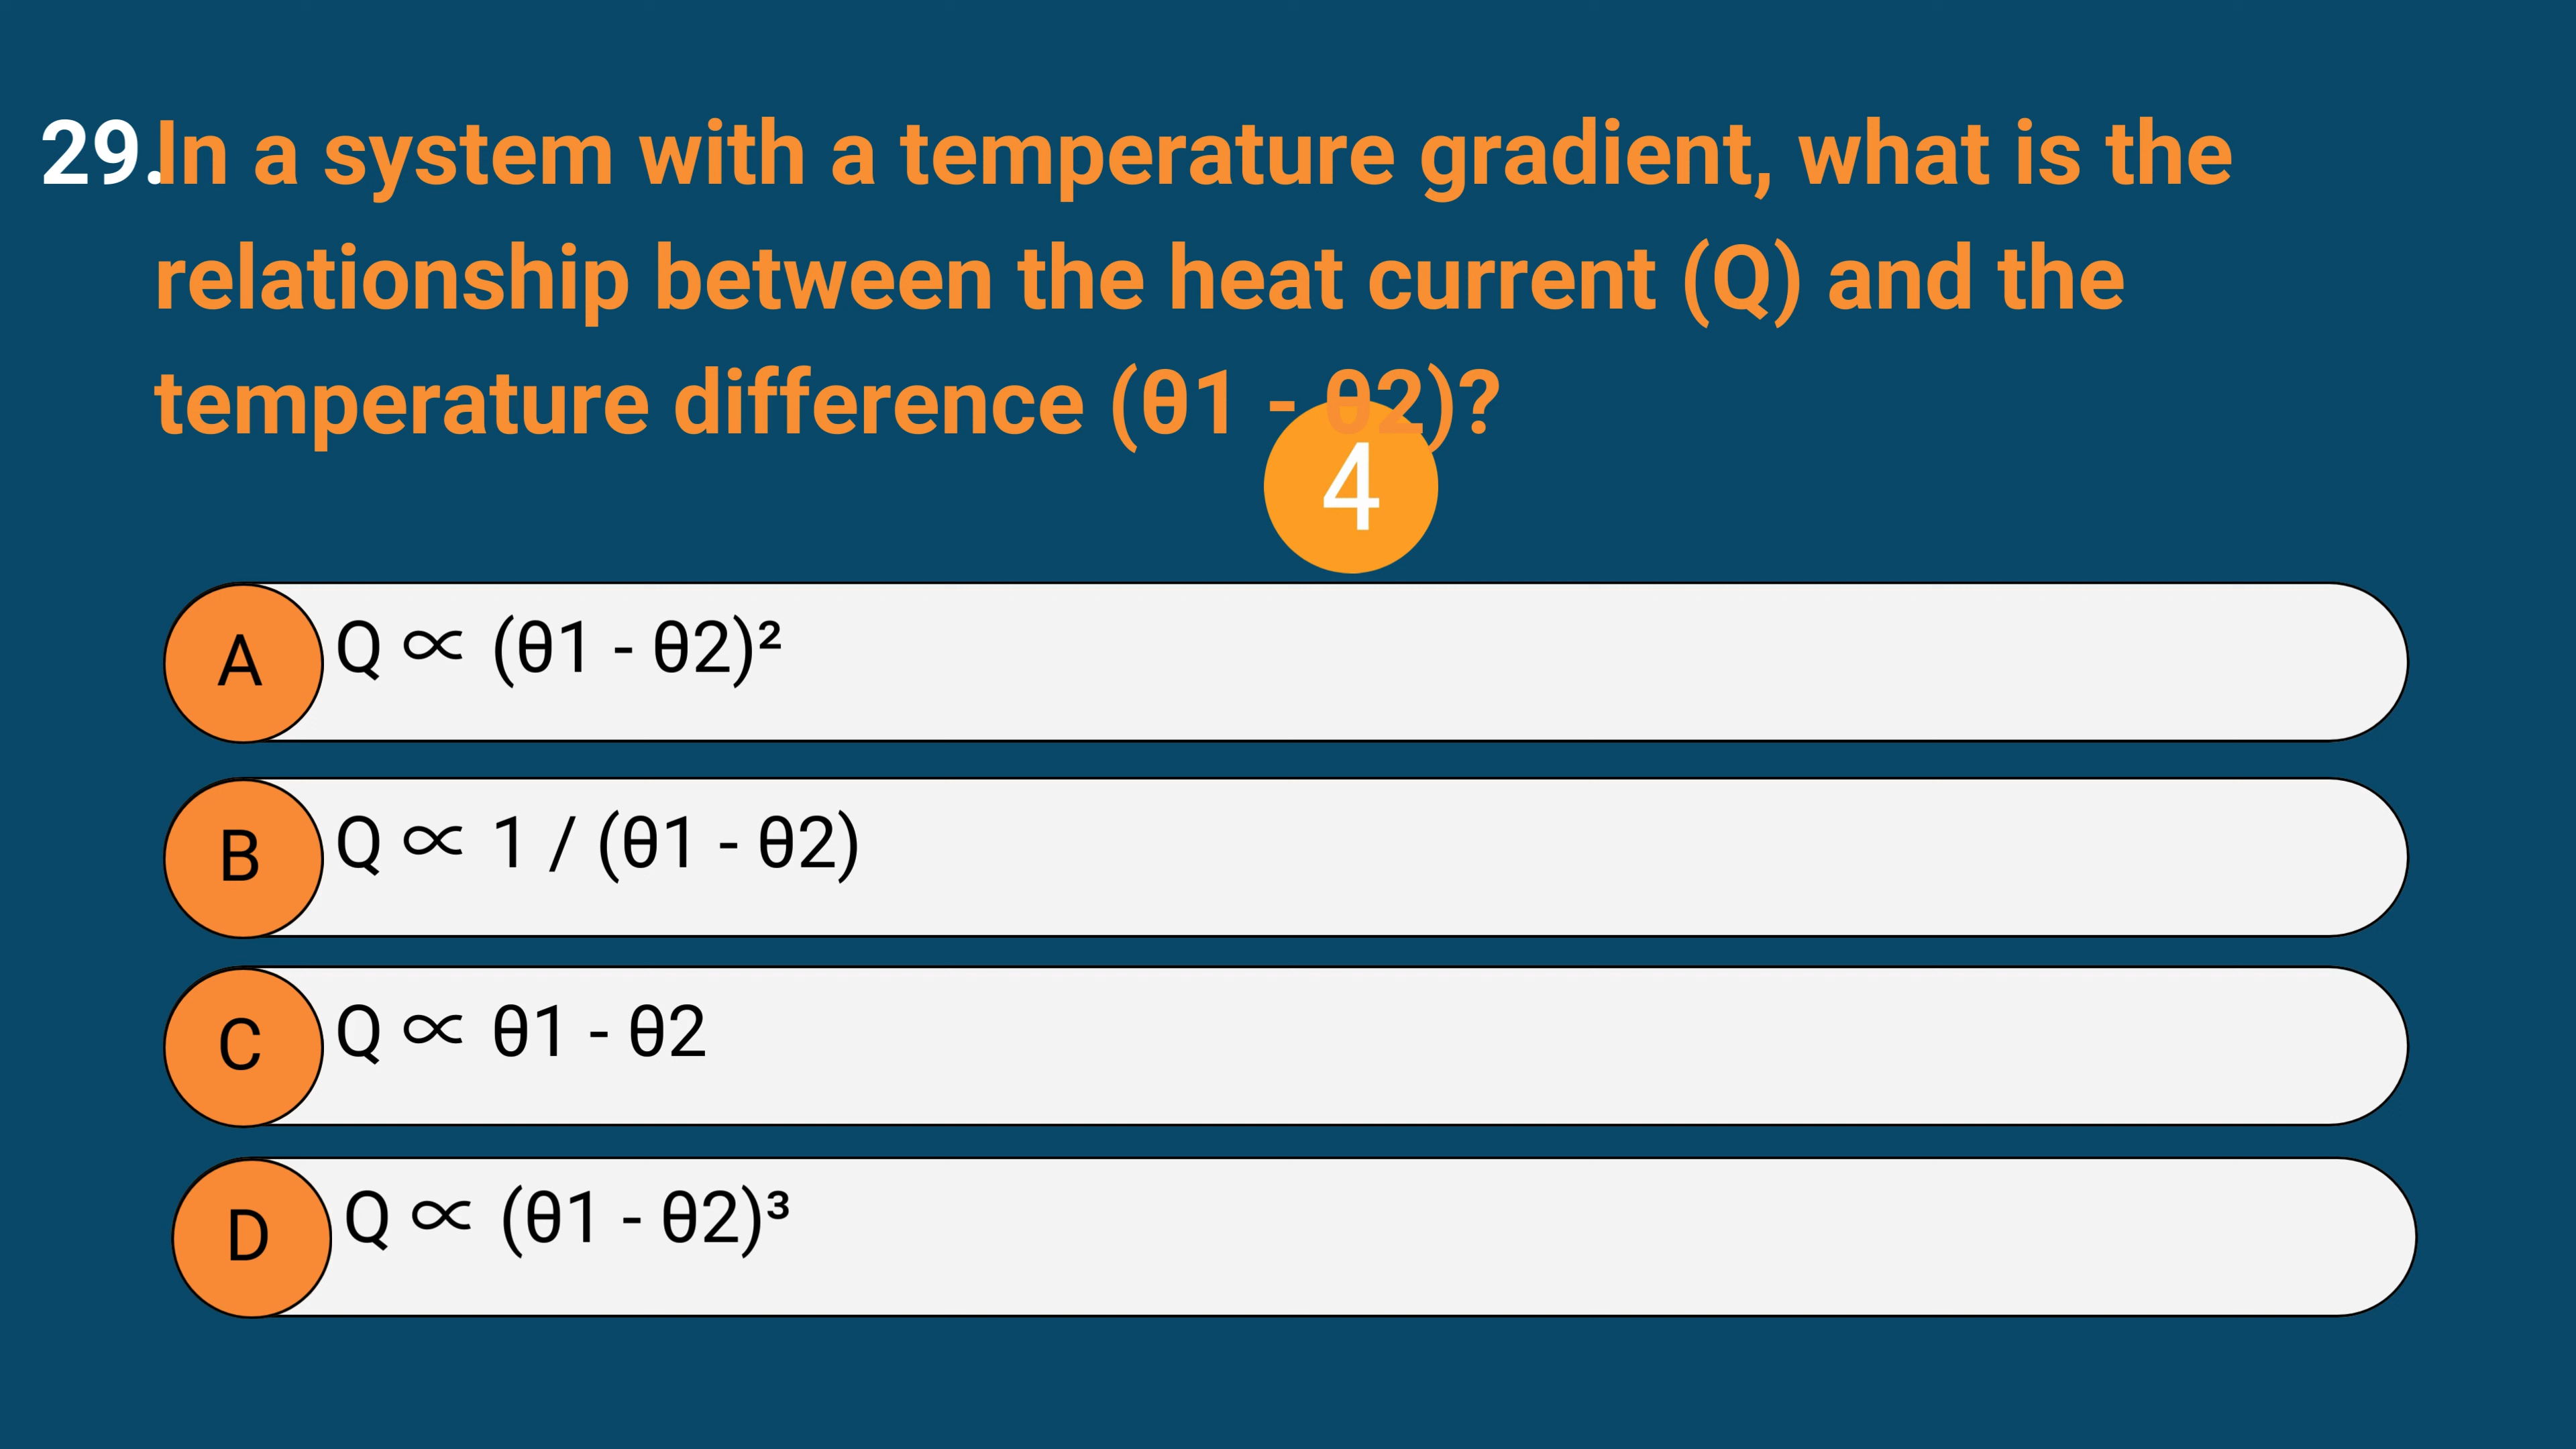 29.In a system with a temperature gradient, what is the
relationship between the heat current (Q) and the
temperature difference (θ1 - θ2)?
4
A Q ∝ (θ1 - θ2)²
B Q ∝ 1 / (θ1 - θ2)
C Q ∝ θ1 - θ2
D Q ∝ (θ1 - θ2)³